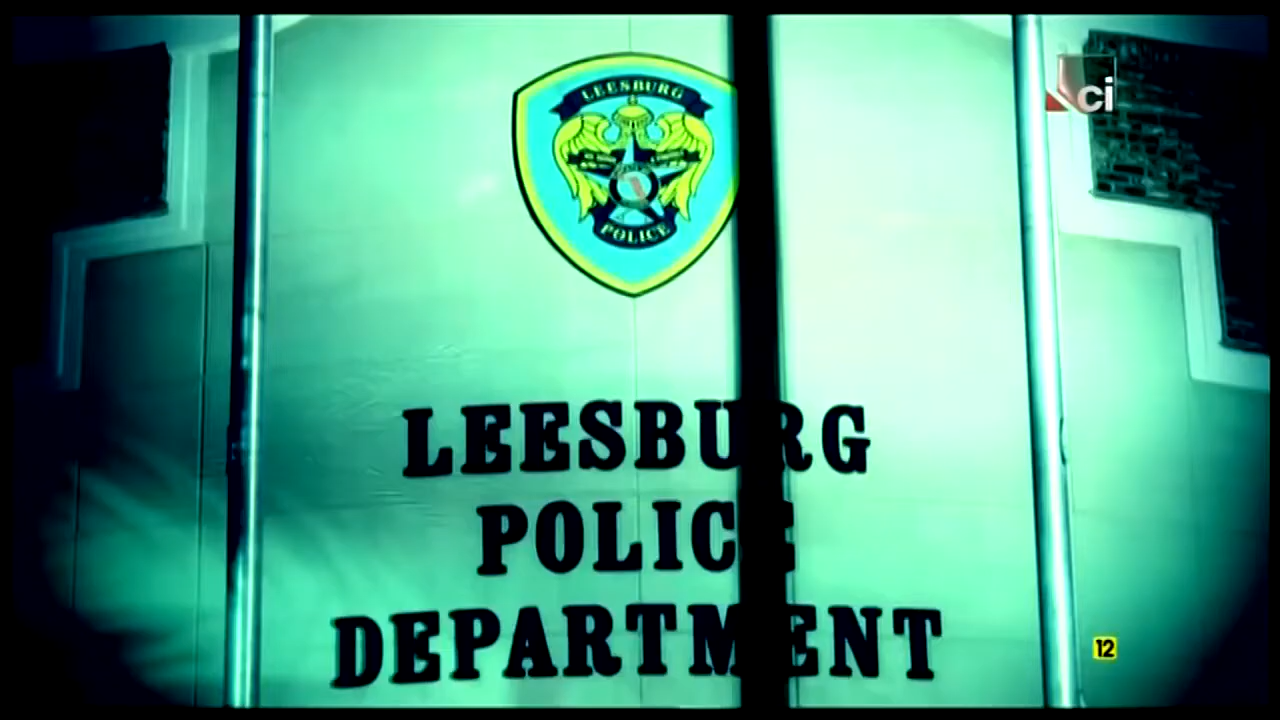 LEESBURG
POLICE
ci
LEESBURG
POLICE
DEPARTMENT
12